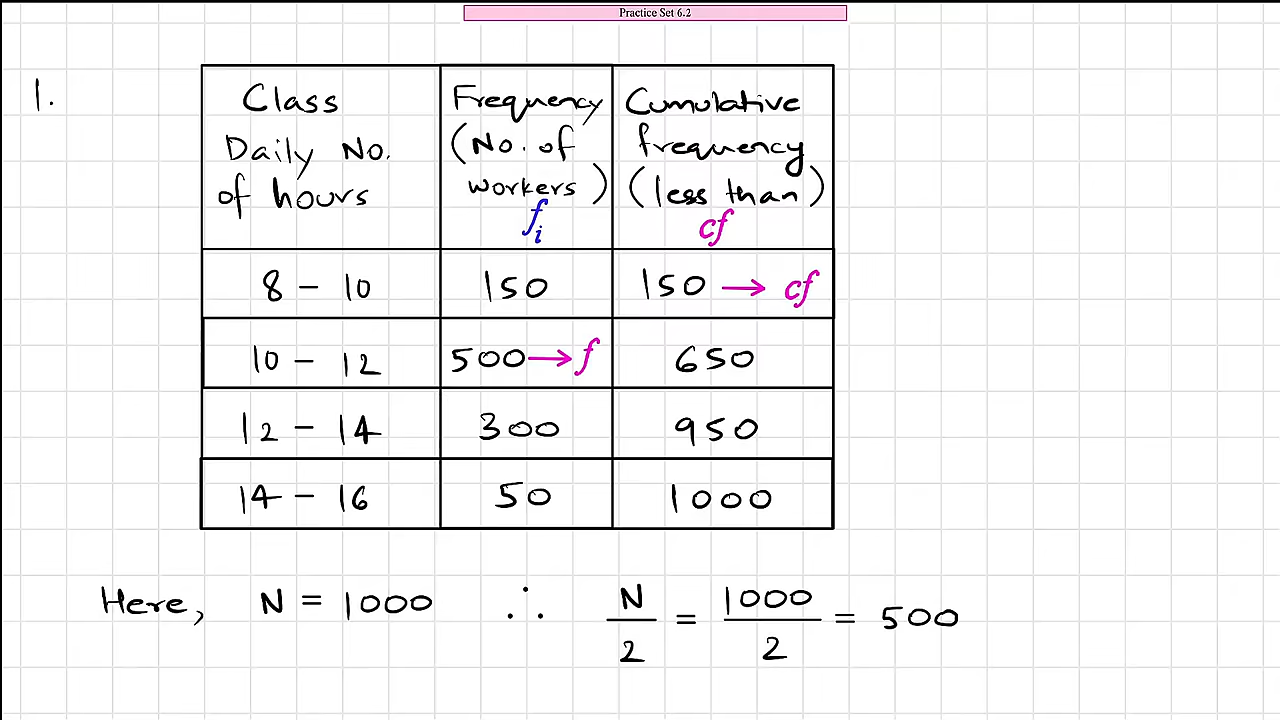 Practice Set 6.2
1.
Class
Daily No.
of hours
Frequency
(No. of
workers)
f i
Cumulative
frequency
(less than)
cf
8 - 10
150
150 → cf
10 - 12
500 → f
650
12 - 14
300
950
14 - 16
50
1000
Here, N = 1000 ∴ N/2 = 1000/2 = 500